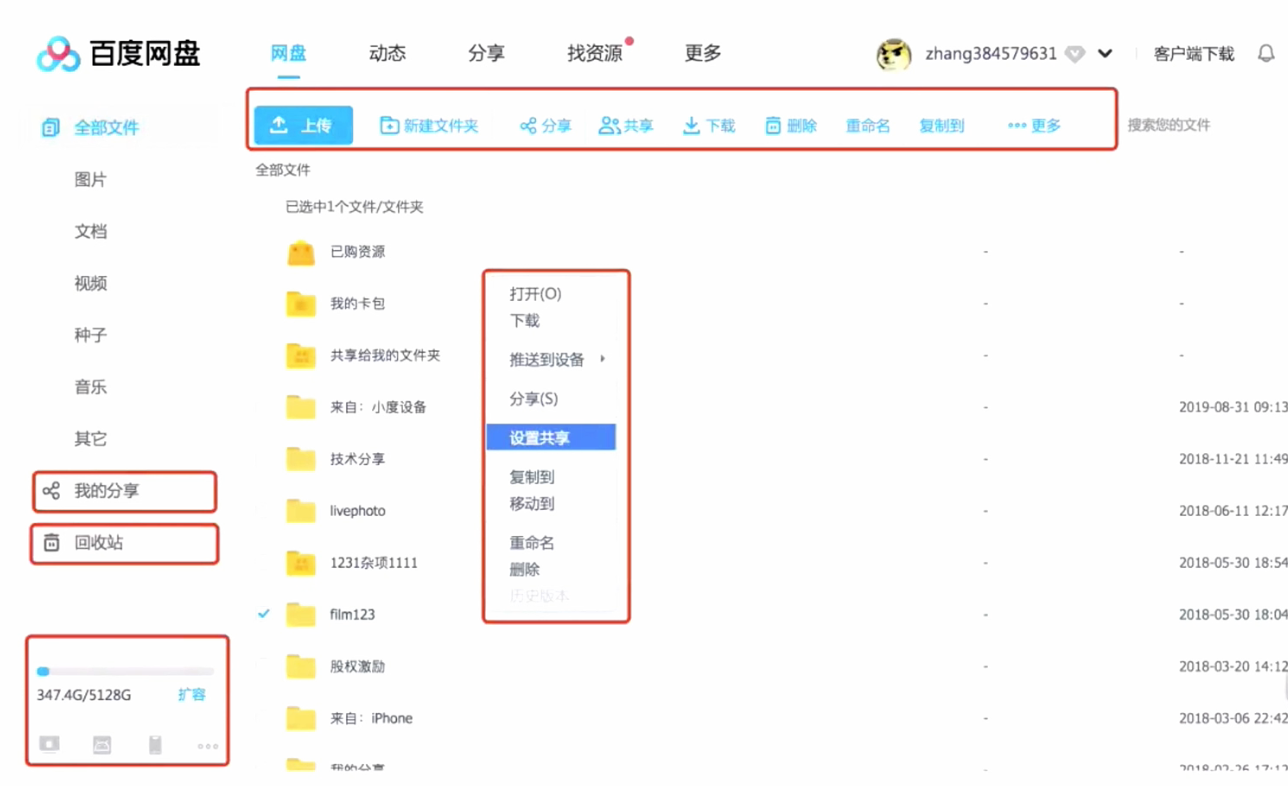 百度网盘
网盘 动态 分享 找资源 更多
zhang384579631 客户端下载
全部文件
图片
文档
视频
种子
音乐
其它
我的分享
回收站
347.4G/5128G 扩容
上传 新建文件夹 分享 共享 下载 删除 重命名 复制到 更多 搜索您的文件
全部文件
已选中1个文件/文件夹
已购资源 - -
我的卡包 - -
共享给我的文件夹 - -
来自：小度设备 - 2019-08-31 09:13
技术分享 - 2018-11-21 11:49
livephoto - 2018-06-11 12:17
1231杂项1111 - 2018-05-30 18:54
film123 - 2018-05-30 18:04
股权激励 - 2018-03-20 14:12
来自：iPhone - 2018-03-06 22:42
我的分享 - 2018-02-26 17:12
打开(O)
下载
推送到设备
分享(S)
设置共享
复制到
移动到
重命名
删除
历史版本